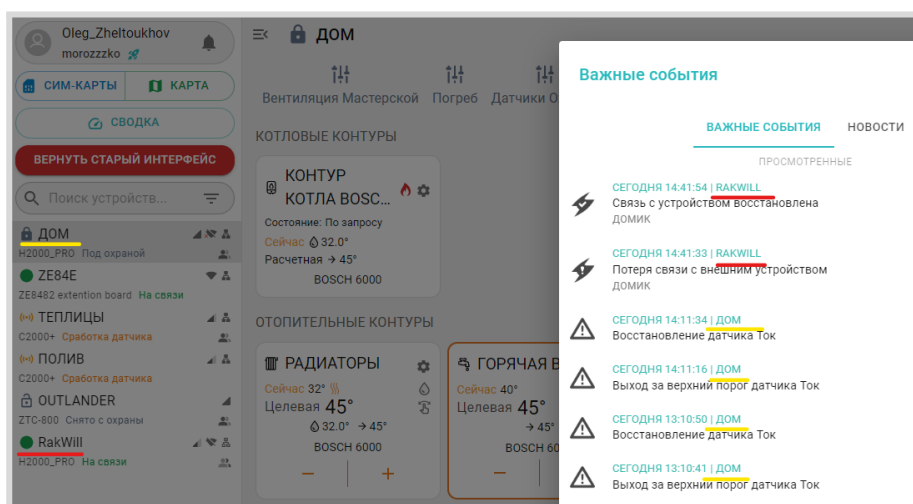 Oleg_Zheltoukhov
morozzzko
СИМ-КАРТЫ
КАРТА
СВОДКА
ВЕРНУТЬ СТАРЫЙ ИНТЕРФЕЙС
Поиск устройств...
ДОМ
H2000_PRO Под охраной
ZE84E
ZE8482 extention board На связи
ТЕПЛИЦЫ
C2000+ Сработка датчика
ПОЛИВ
C2000+ Сработка датчика
OUTLANDER
ZTC-800 Снято с охраны
RakWill
H2000_PRO На связи
ДОМ
Вентиляция Мастерской
Погреб
Датчики О
КОТЛОВЫЕ КОНТУРЫ
КОНТУР
КОТЛА BOSC...
Состояние: По запросу
Сейчас 32.0°
Расчетная → 45°
BOSCH 6000
ОТОПИТЕЛЬНЫЕ КОНТУРЫ
РАДИАТОРЫ
Сейчас 32°
Целевая 45°
32.0° → 45°
BOSCH 6000
− +
ГОРЯЧАЯ В
Сейчас 40°
Целевая 45°
→ 45°
BOSCH 60
−
Важные события
ВАЖНЫЕ СОБЫТИЯ
НОВОСТИ
ПРОСМОТРЕННЫЕ
СЕГОДНЯ 14:41:54 | RAKWILL
Связь с устройством восстановлена
ДОМИК
СЕГОДНЯ 14:41:33 | RAKWILL
Потеря связи с внешним устройством
ДОМИК
СЕГОДНЯ 14:11:34 | ДОМ
Восстановление датчика Ток
СЕГОДНЯ 14:11:16 | ДОМ
Выход за верхний порог датчика Ток
СЕГОДНЯ 13:10:50 | ДОМ
Восстановление датчика Ток
СЕГОДНЯ 13:10:41 | ДОМ
Выход за верхний порог датчика Ток